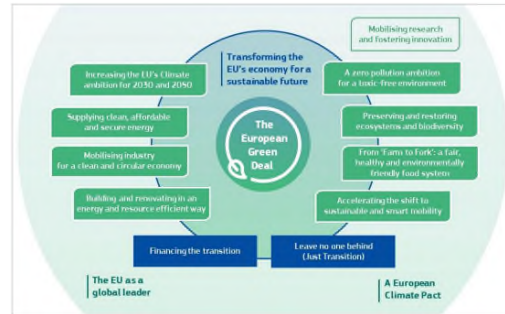 Mobilising research
and fostering innovation
Transforming the
EU's economy for a
sustainable future
Increasing the EU's Climate
ambition for 2030 and 2050
A zero pollution ambition
for a toxic-free environment
Supplying clean, affordable
and secure energy
Preserving and restoring
ecosystems and biodiversity
The
European
Green
Deal
Mobilising industry
for a clean and circular economy
From 'Farm to Fork': a fair,
healthy and environmentally
friendly food system
Building and renovating in an
energy and resource efficient way
Accelerating the shift to
sustainable and smart mobility
Financing the transition
Leave no one behind
(Just Transition)
The EU as a
global leader
A European
Climate Pact